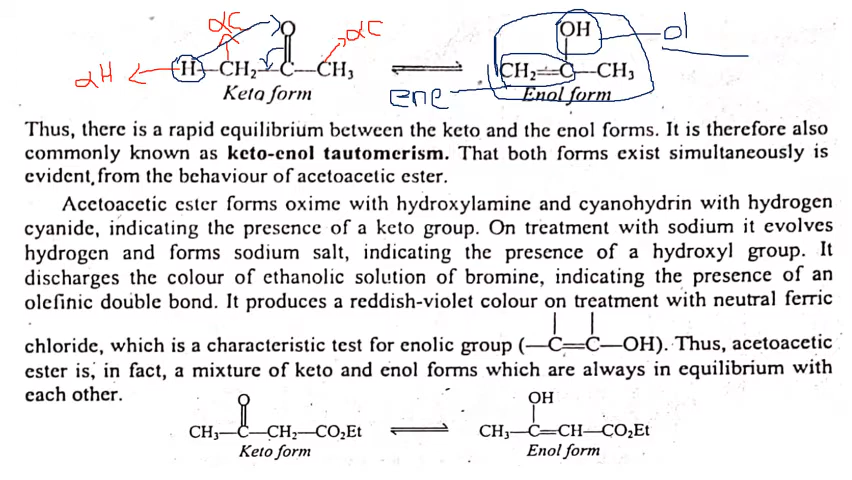 αC
αC
O
OH
ol
αH
H—CH₂—C—CH₃ ⇌ CH₂=C—CH₃
Keto form
ene
Enol form
Thus, there is a rapid equilibrium between the keto and the enol forms. It is therefore also
commonly known as keto-enol tautomerism. That both forms exist simultaneously is
evident, from the behaviour of acetoacetic ester.
Acetoacetic ester forms oxime with hydroxylamine and cyanohydrin with hydrogen
cyanide, indicating the presence of a keto group. On treatment with sodium it evolves
hydrogen and forms sodium salt, indicating the presence of a hydroxyl group. It
discharges the colour of ethanolic solution of bromine, indicating the presence of an
olefinic double bond. It produces a reddish-violet colour on treatment with neutral ferric
chloride, which is a characteristic test for enolic group (—C=C—OH). Thus, acetoacetic
ester is, in fact, a mixture of keto and enol forms which are always in equilibrium with
each other.
O
OH
CH₃—C—CH₂—CO₂Et ⇌ CH₃—C=CH—CO₂Et
Keto form
Enol form